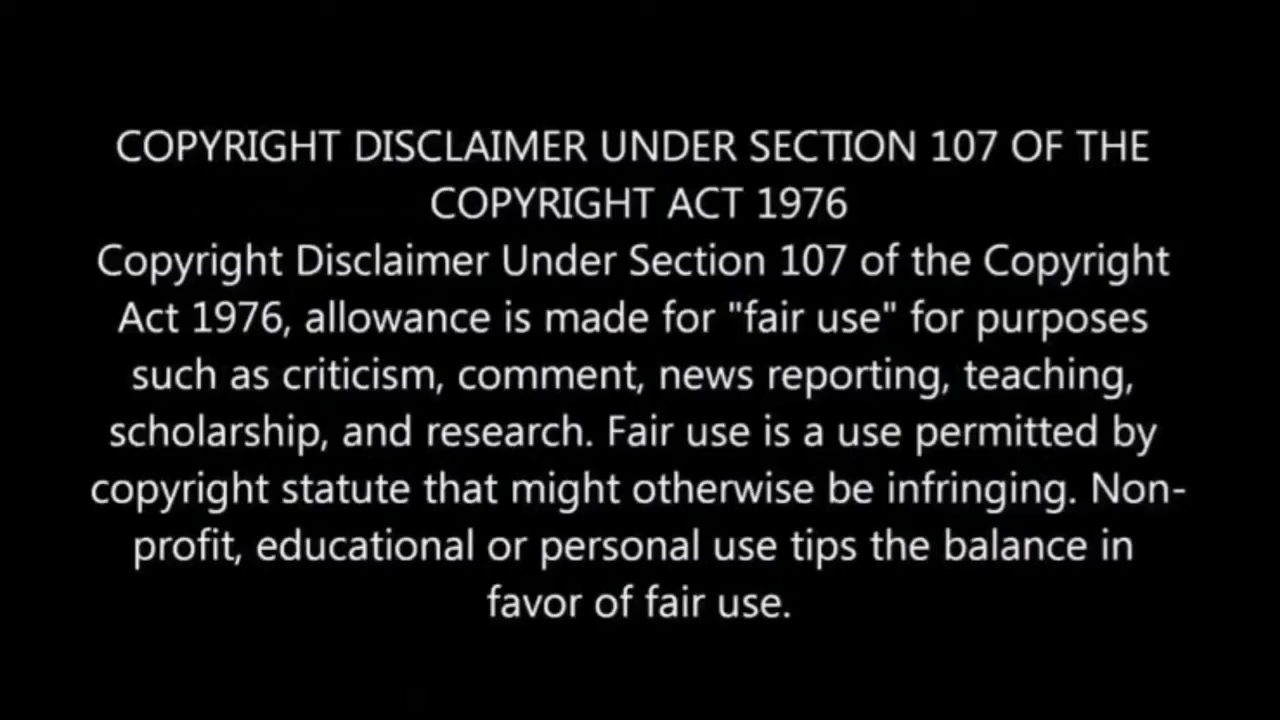 COPYRIGHT DISCLAIMER UNDER SECTION 107 OF THE
COPYRIGHT ACT 1976
Copyright Disclaimer Under Section 107 of the Copyright
Act 1976, allowance is made for "fair use" for purposes
such as criticism, comment, news reporting, teaching,
scholarship, and research. Fair use is a use permitted by
copyright statute that might otherwise be infringing. Non-
profit, educational or personal use tips the balance in
favor of fair use.